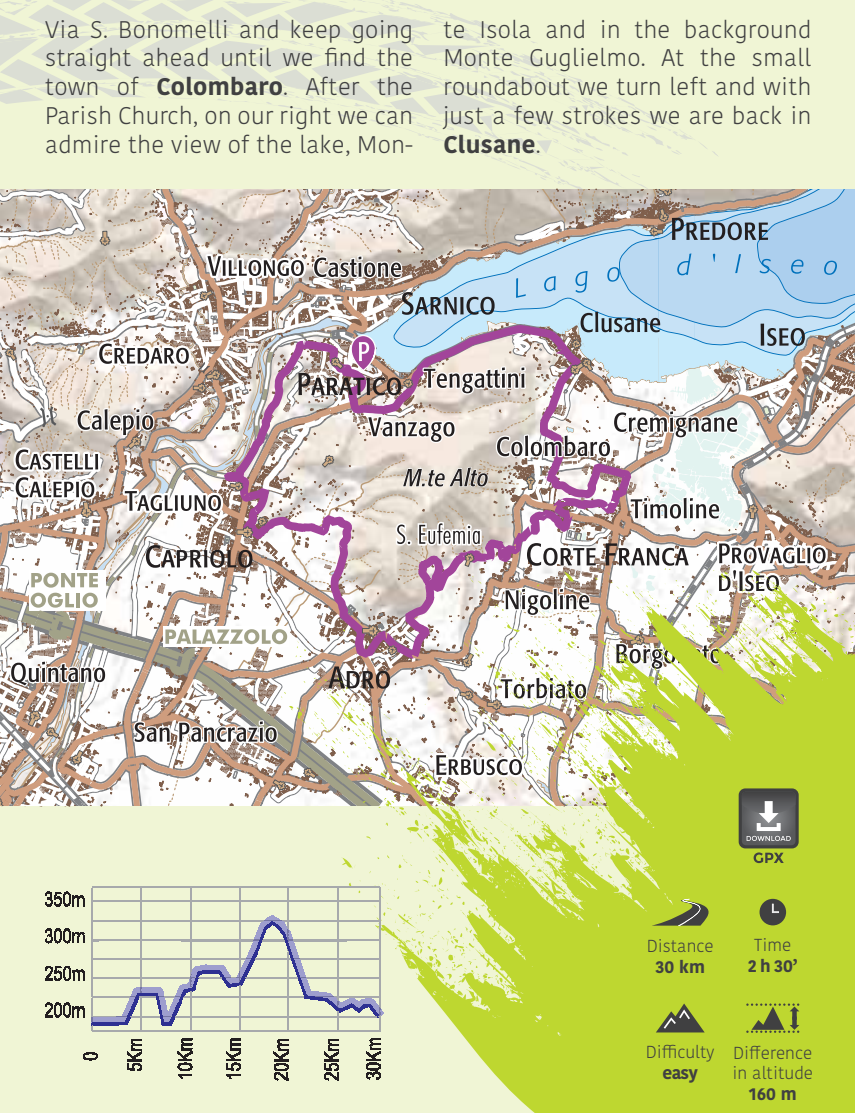 Via S. Bonomelli and keep going
straight ahead until we find the
town of Colombaro. After the
Parish Church, on our right we can
admire the view of the lake, Mon-
te Isola and in the background
Monte Guglielmo. At the small
roundabout we turn left and with
just a few strokes we are back in
Clusane.
PREDORE
VILLONGO Castione
Lago d'Iseo
SARNICO
Clusane
ISEO
CREDARO
P
PARATICO
Tengattini
Calepio
Vanzago
Cremignane
Colombaro
CASTELLI
CALEPIO
M.te Alto
TAGLIUNO
Timoline
S. Eufemia
CAPRIOLO
CORTE FRANCA
PROVAGLIO
D'ISEO
PONTE
OGLIO
Nigoline
PALAZZOLO
Quintano
ADRO
Torbiato
San Pancrazio
ERBUSCO
DOWNLOAD
GPX
350m
300m
250m
200m
0
5Km
10Km
15Km
20Km
25Km
30Km
Distance
30 km
Time
2 h 30’
Difficulty
easy
Difference
in altitude
160 m